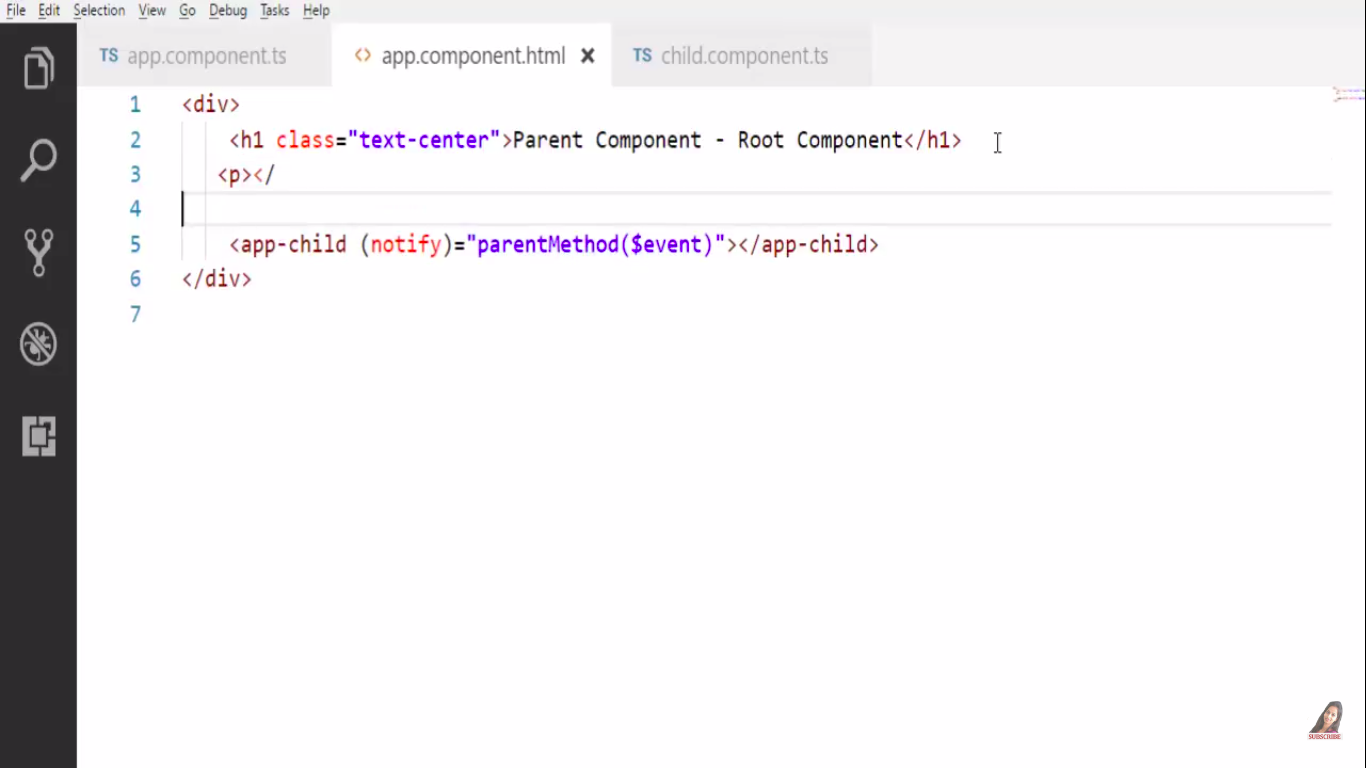 File Edit Selection View Go Debug Tasks Help
TS app.component.ts <> app.component.html × TS child.component.ts
1 <div>
2 <h1 class="text-center">Parent Component - Root Component</h1>
3 <p></
4
5 <app-child (notify)="parentMethod($event)"></app-child>
6 </div>
7
SUBSCRIBE